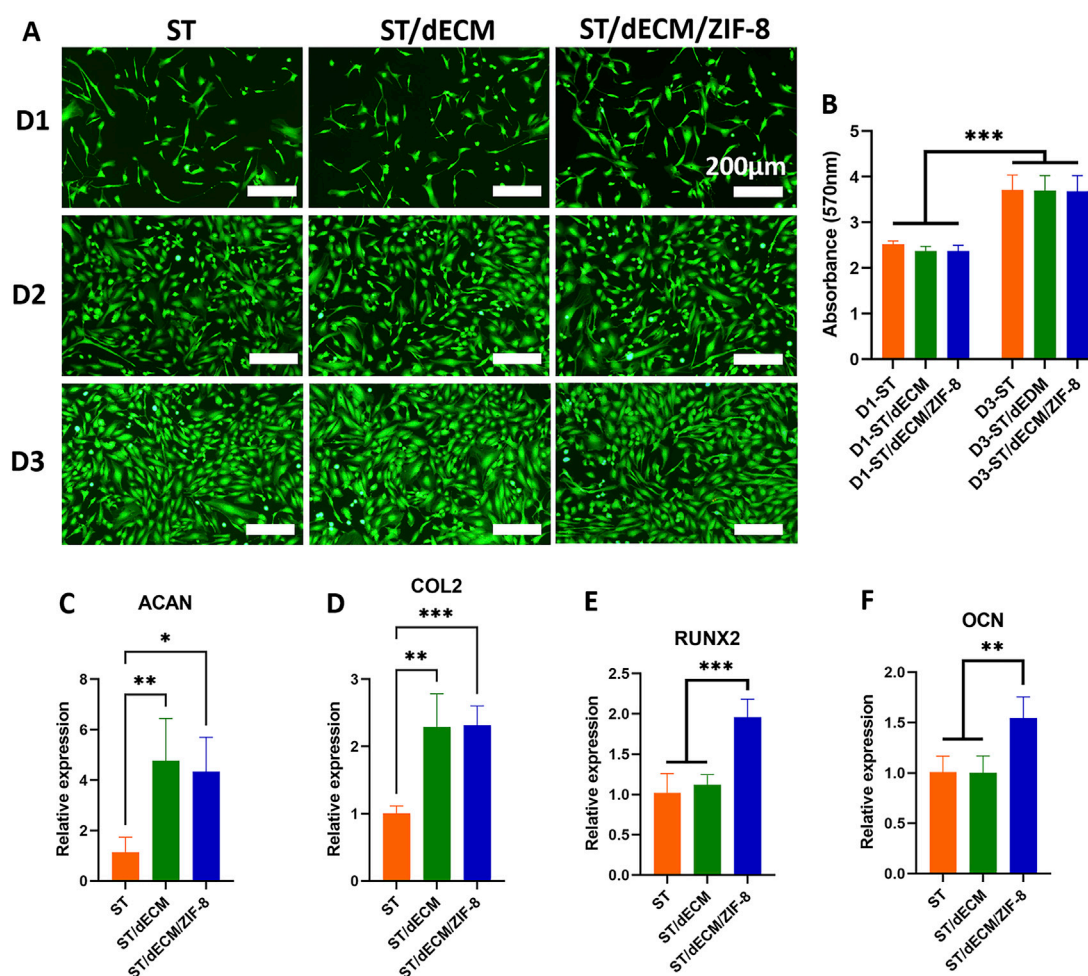 A
ST
ST/dECM
ST/dECM/ZIF-8
D1
200μm
D2
D3
B
***
Absorbance (570nm)
5
4
3
2
1
0
D1-ST
D1-ST/dECM
D1-ST/dECM/ZIF-8
D3-ST
D3-ST/dEDM
D3-ST/dECM/ZIF-8
C
ACAN
*
**
Relative expression
8
6
4
2
0
ST
ST/dECM
ST/dECM/ZIF-8
D
COL2
***
**
Relative expression
3
2
1
0
ST
ST/dECM
ST/dECM/ZIF-8
E
RUNX2
***
Relative expression
2.5
2.0
1.5
1.0
0.5
0.0
ST
ST/dECM
ST/dECM/ZIF-8
F
OCN
**
Relative expression
2.0
1.5
1.0
0.5
0.0
ST
ST/dECM
ST/dECM/ZIF-8